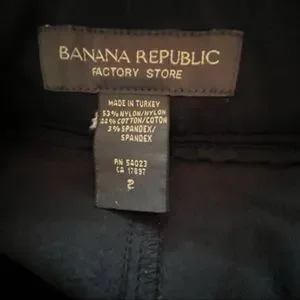 BANANA REPUBLIC
FACTORY STORE
MADE IN TURKEY
53% NYLON/NYLON
44% COTTON/COTON
3% SPANDEX/
SPANDEX
RN 54023
CA 17897
2